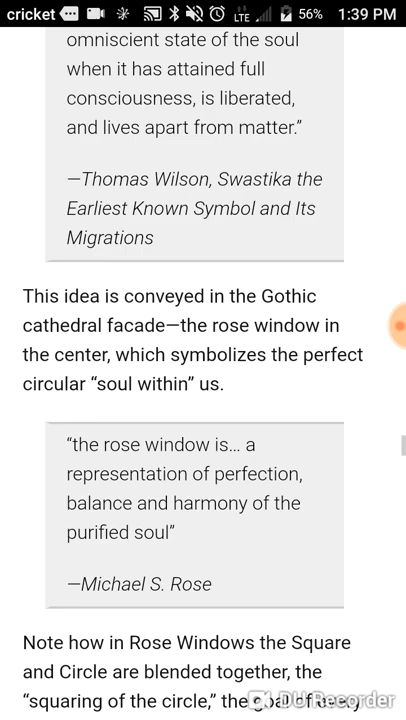 cricket LTE 56% 1:39 PM
omniscient state of the soul
when it has attained full
consciousness, is liberated,
and lives apart from matter.”
—Thomas Wilson, Swastika the
Earliest Known Symbol and Its
Migrations
This idea is conveyed in the Gothic
cathedral facade—the rose window in
the center, which symbolizes the perfect
circular “soul within” us.
“the rose window is… a
representation of perfection,
balance and harmony of the
purified soul”
—Michael S. Rose
Note how in Rose Windows the Square
and Circle are blended together, the
“squaring of the circle,” the goal of
DU Recorder